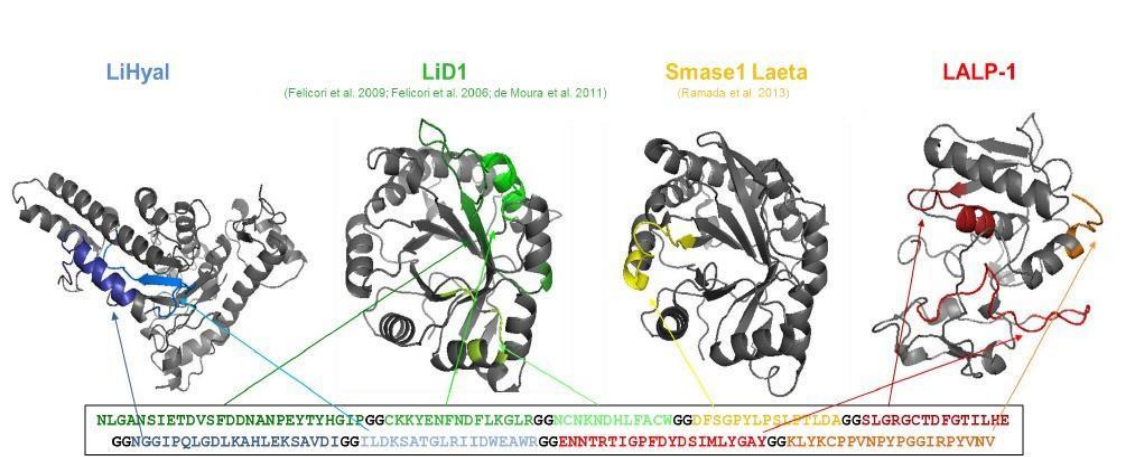 LiHyal
LiD1
Smase1 Laeta
LALP-1
(Felicori et al. 2009; Felicori et al. 2006; de Moura et al. 2011)
(Ramada et al. 2013)
NLGANSIETDVSFDDNANPEYTYHGIPGGCKKYENFNDFLKGLRGGNCNKNDHLFACWGGDFSGPYLPSLPTLDAGGSLGRGCTDFGTILHE
GGNGGIPQLGDLKAHLEKSAVDIGGILDKSATGLRIIDWEAWRGGENNTRTIGPFDYDSIMLYGAYGGKLYKCPPVNPYPGGIRPYVNV